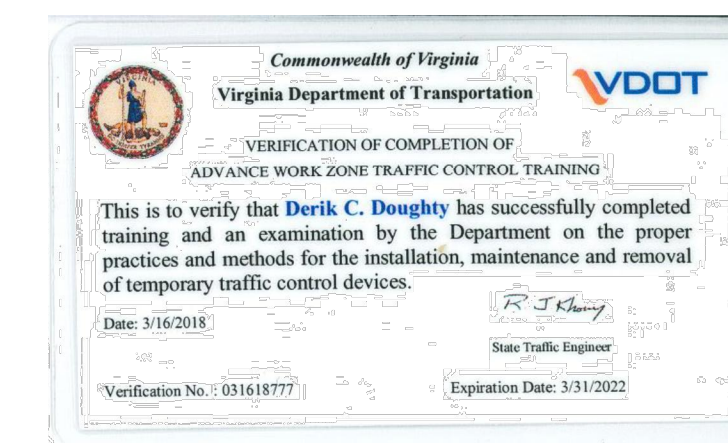 Commonwealth of Virginia
Virginia Department of Transportation
VDOT
VIRGINIA
VERIFICATION OF COMPLETION OF
ADVANCE WORK ZONE TRAFFIC CONTROL TRAINING
This is to verify that Derik C. Doughty has successfully completed
training and an examination by the Department on the proper
practices and methods for the installation, maintenance and removal
of temporary traffic control devices.
R J Khoury
Date: 3/16/2018
State Traffic Engineer
Verification No. : 031618777
Expiration Date: 3/31/2022